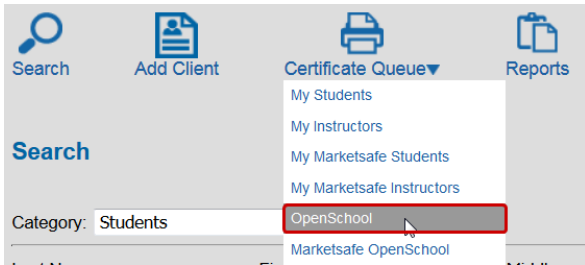 Search
Add Client
Certificate Queue▼
Reports
My Students
My Instructors
My Marketsafe Students
My Marketsafe Instructors
OpenSchool
Marketsafe OpenSchool
Search
Category: Students